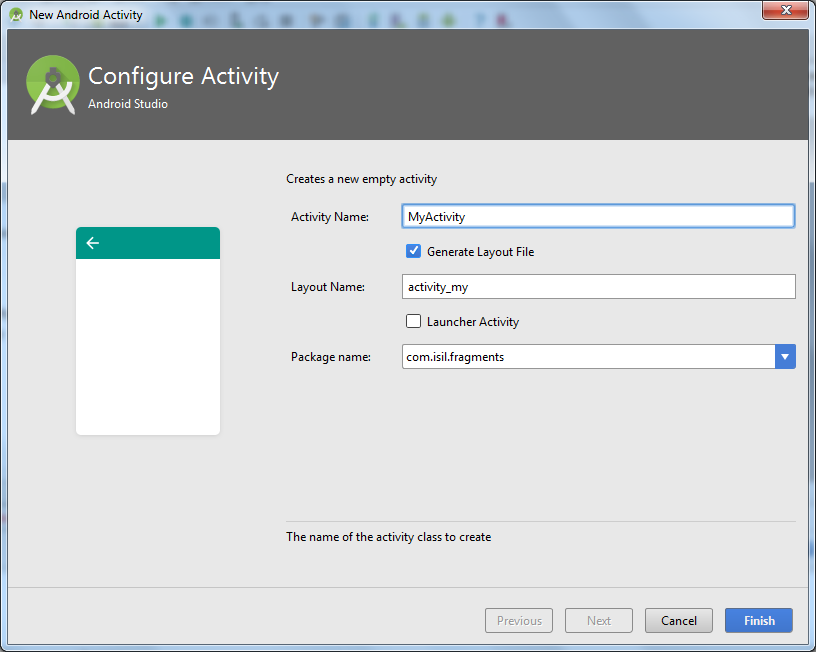 New Android Activity
Configure Activity
Android Studio
Creates a new empty activity
Activity Name: MyActivity
Generate Layout File
Layout Name: activity_my
Launcher Activity
Package name: com.isil.fragments
The name of the activity class to create
Previous Next Cancel Finish